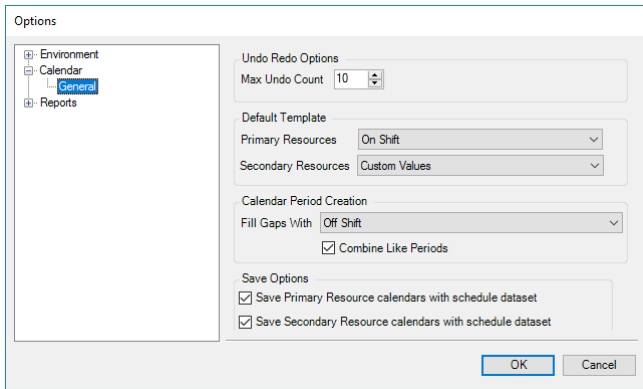 Options
Environment
Calendar
General
Reports
Undo Redo Options
Max Undo Count 10
Default Template
Primary Resources On Shift
Secondary Resources Custom Values
Calendar Period Creation
Fill Gaps With Off Shift
Combine Like Periods
Save Options
Save Primary Resource calendars with schedule dataset
Save Secondary Resource calendars with schedule dataset
OK Cancel